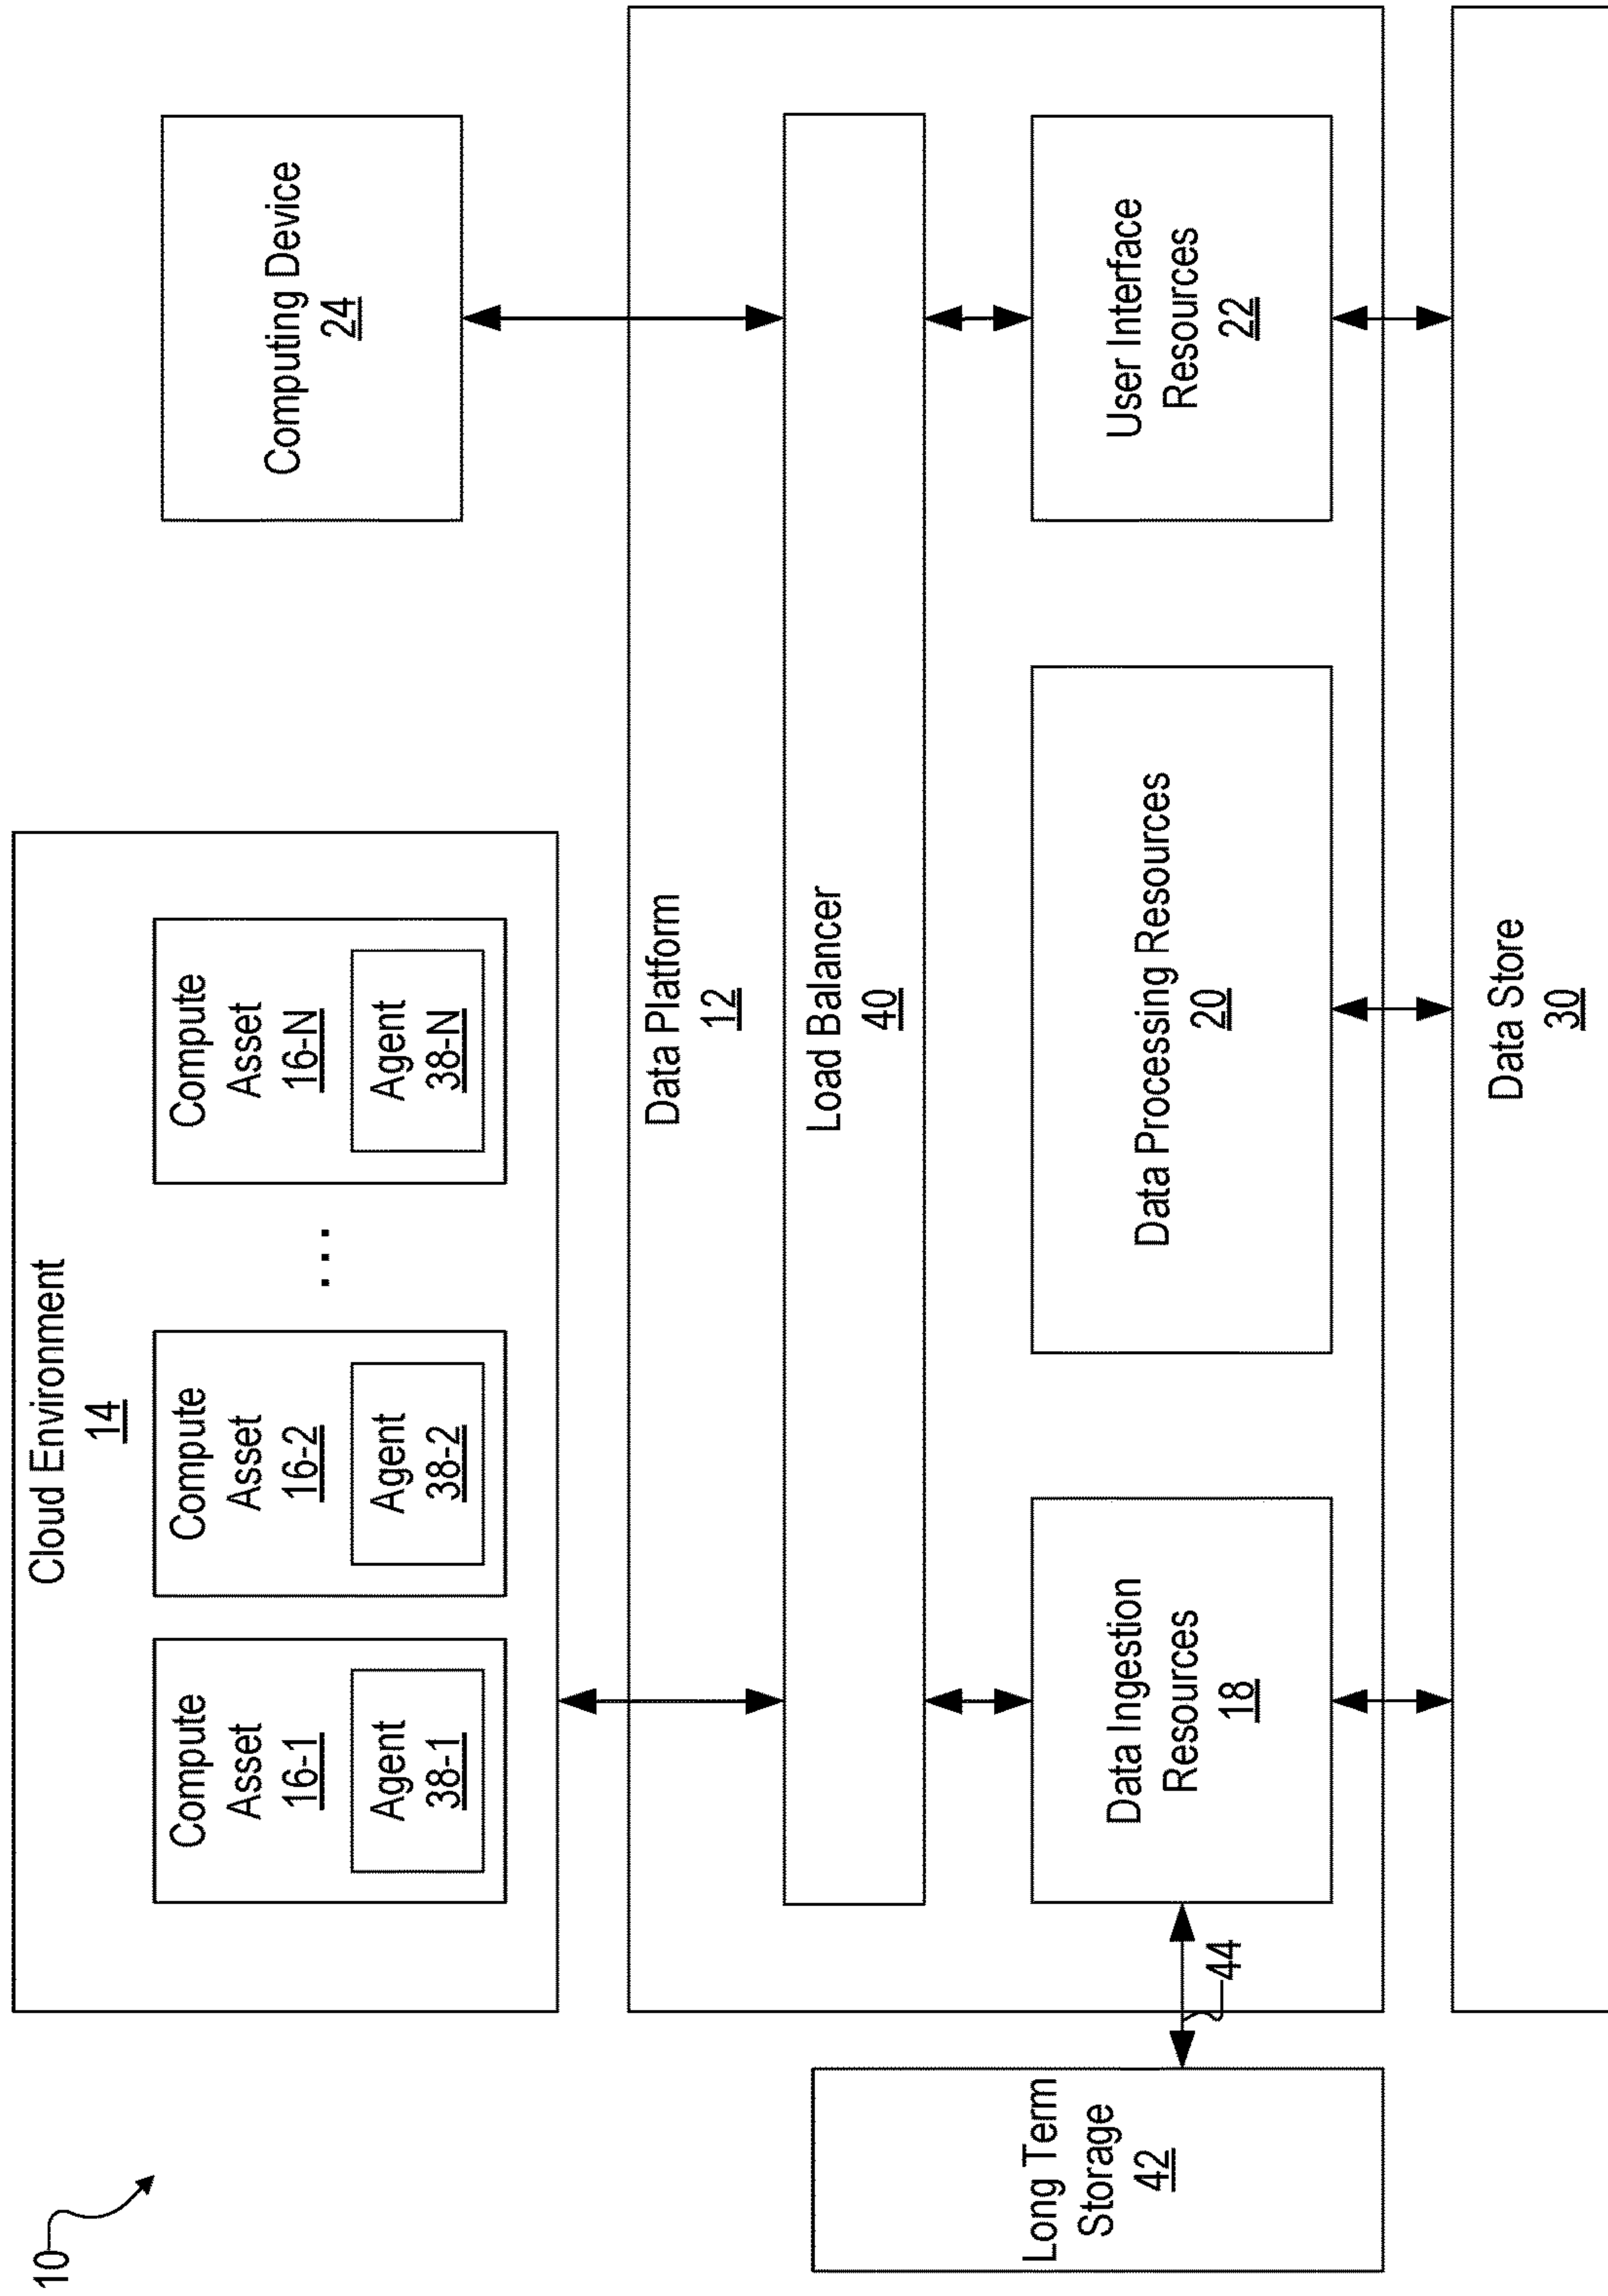 10
Cloud Environment
14
Compute
Asset
16-1
Agent
38-1
Compute
Asset
16-2
Agent
38-2
...
Compute
Asset
16-N
Agent
38-N
Computing Device
24
Data Platform
12
Load Balancer
40
Long Term
Storage
42
44
Data Ingestion
Resources
18
Data Processing Resources
20
User Interface
Resources
22
Data Store
30